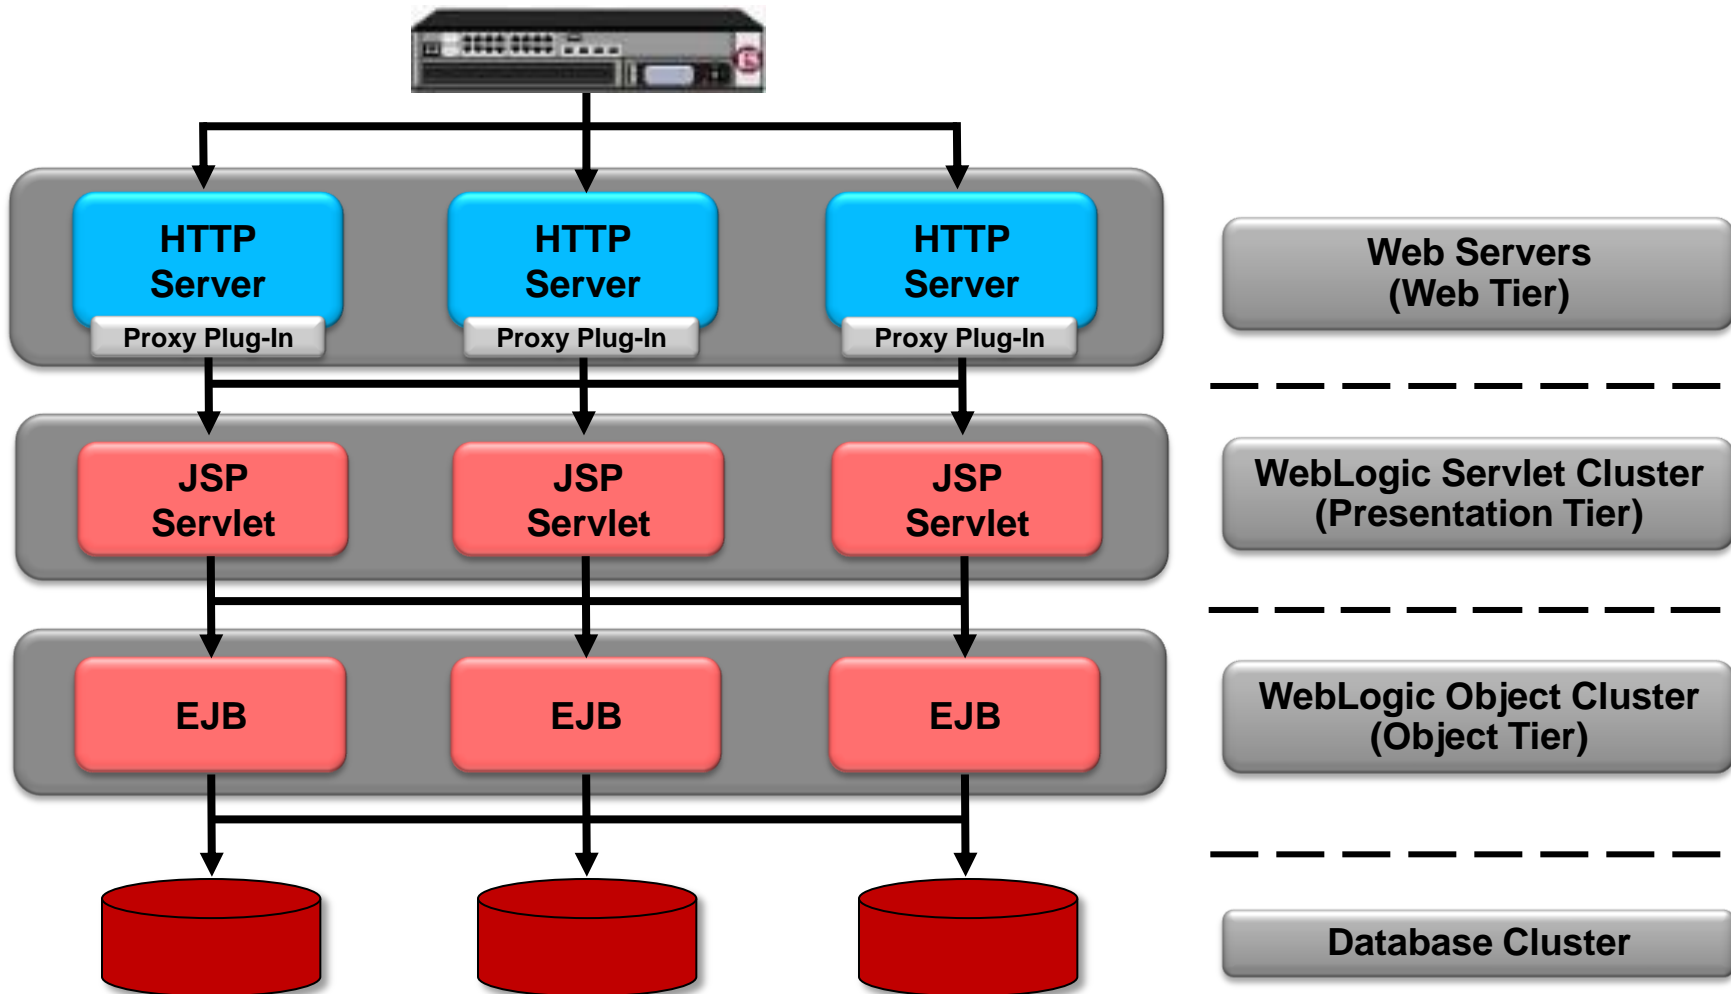 HTTP
Server
HTTP
Server
HTTP
Server
Proxy Plug-In
Proxy Plug-In
Proxy Plug-In
Web Servers
(Web Tier)
JSP
Servlet
JSP
Servlet
JSP
Servlet
WebLogic Servlet Cluster
(Presentation Tier)
EJB
EJB
EJB
WebLogic Object Cluster
(Object Tier)
Database Cluster